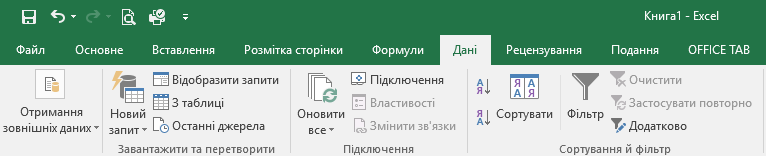 Книга1 - Excel
Файл Основне Вставлення Розмітка сторінки Формули Дані Рецензування Подання OFFICE TAB
Отримання
зовнішніх даних
Новий
запит
Відобразити запити
З таблиці
Останні джерела
Завантажити та перетворити
Оновити
все
Підключення
Властивості
Змінити зв'язки
Підключення
Сортувати
Фільтр
Очистити
Застосувати повторно
Додатково
Сортування й фільтр